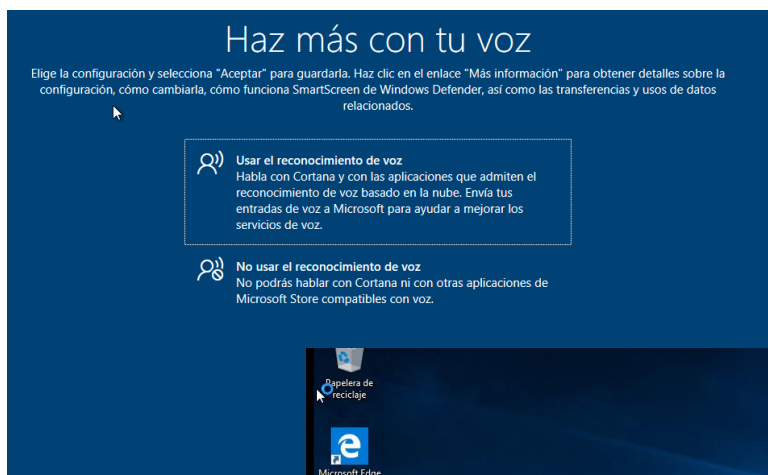 Haz más con tu voz
Elige la configuración y selecciona "Aceptar" para guardarla. Haz clic en el enlace "Más información" para obtener detalles sobre la
configuración, cómo cambiarla, cómo funciona SmartScreen de Windows Defender, así como las transferencias y usos de datos
relacionados.
Usar el reconocimiento de voz
Habla con Cortana y con las aplicaciones que admiten el
reconocimiento de voz basado en la nube. Envía tus
entradas de voz a Microsoft para ayudar a mejorar los
servicios de voz.
No usar el reconocimiento de voz
No podrás hablar con Cortana ni con otras aplicaciones de
Microsoft Store compatibles con voz.
Papelera de
reciclaje
Microsoft Edge